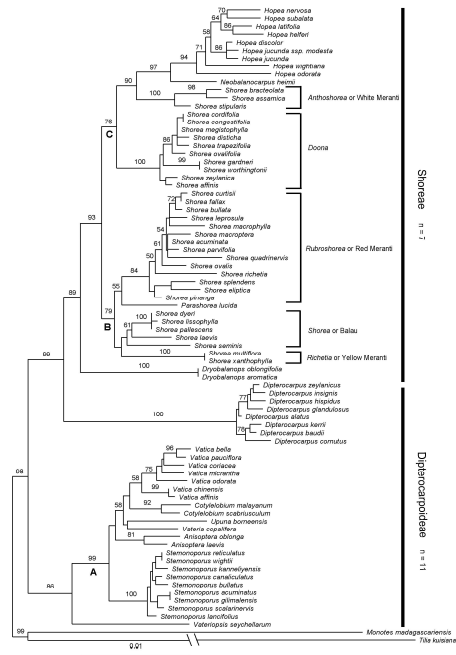 Hopea nervosa
70
Hopea subalata
64
Hopea latifolia
86
Hopea helferi
58
Hopea discolor
86
Hopea jucunda ssp. modesta
71
Hopea jucunda
94
Hopea wightiana
97
Hopea odorata
90
Neobalanocarpus heimii
98
Shorea bracteolata
100
Shorea assamica
Anthoshorea or White Meranti
Shorea stipularis
Shorea cordifolia
76
Shorea congestifolia
C
Shorea megistophylla
86
Shorea disticha
Shorea trapezifolia
Doona
Shorea ovalifolia
100
99
Shorea gardneri
Shorea worthingtonii
Shorea zeylanica
Shorea affinis
Shorea curtisii
72
Shorea fallax
Shorea bullata
93
Shorea leprosula
Shorea macrophylla
54
Shorea macroptera
Shorea acuminata
61
Shorea parvifolia
Rubroshorea or Red Meranti
50
Shorea quadrinervis
Shorea ovalis
84
Shorea richetia
89
55
Shorea splendens
Shorea eliptica
Shorea pinanga
Parashorea lucida
79
100
Shorea dyeri
B
61
Shorea lissophylla
Shorea pallescens
Shorea or Balau
Shorea laevis
Shorea seminis
100
Shorea multiflora
Shorea xanthophylla
Richetia or Yellow Meranti
100
Dryobalanops oblongifolia
Dryobalanops aromatica
Shoreae
n = 7
Dipterocarpus zeylanicus
Dipterocarpus insignis
77
Dipterocarpus hispidus
Dipterocarpus glandulosus
100
Dipterocarpus alatus
Dipterocarpus kerrii
78
Dipterocarpus baudii
Dipterocarpus cornutus
96
Vatica bella
Vatica pauciflora
75
Vatica coriacea
Vatica micrantra
58
Vatica odorata
99
Vatica chinensis
Vatica affinis
92
Cotylelobium malayanum
58
Cotylelobium scabriusculum
Upuna borneensis
Vateria copalifera
81
Anisoptera oblonga
Anisoptera laevis
99
Stemonoporus reticulatus
A
Stemonoporus wightii
Stemonoporus kanneliyensis
Stemonoporus canaliculatus
Stemonoporus bullatus
100
Stemonoporus acuminatus
Stemonoporus gilimalensis
Stemonoporus scalarinervis
Stemonoporus lancifolius
Vateriopsis seychellarum
Dipterocarpoideae
n = 11
99
Monotes madagascariensis
Tilia kuisiana
0.01